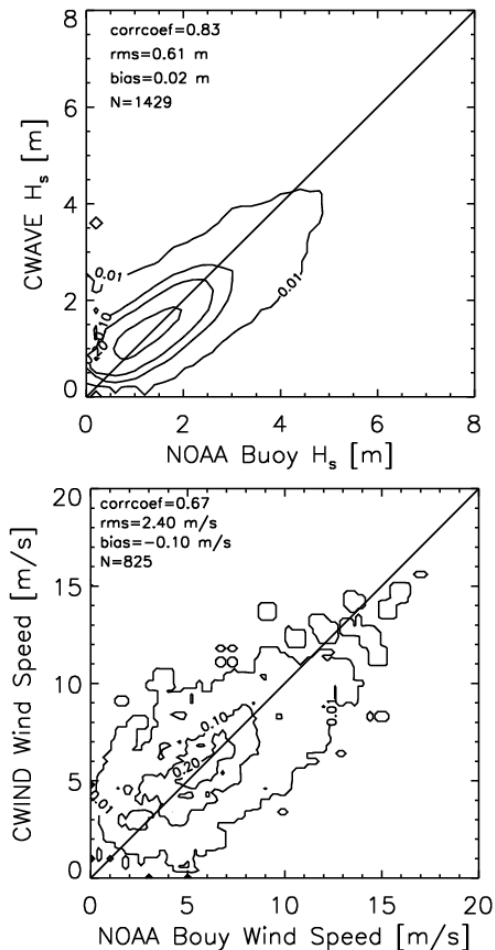 corrcoef=0.83
rms=0.61 m
bias=0.02 m
N=1429
8
6
4
2
0
CWAVE Hs [m]
0.01
0.01
0 2 4 6 8
NOAA Buoy Hs [m]
corrcoef=0.67
rms=2.40 m/s
bias=−0.10 m/s
N=825
20
15
10
5
0
CWIND Wind Speed [m/s]
0.10
0.20
0.01
0.01
0 5 10 15 20
NOAA Bouy Wind Speed [m/s]